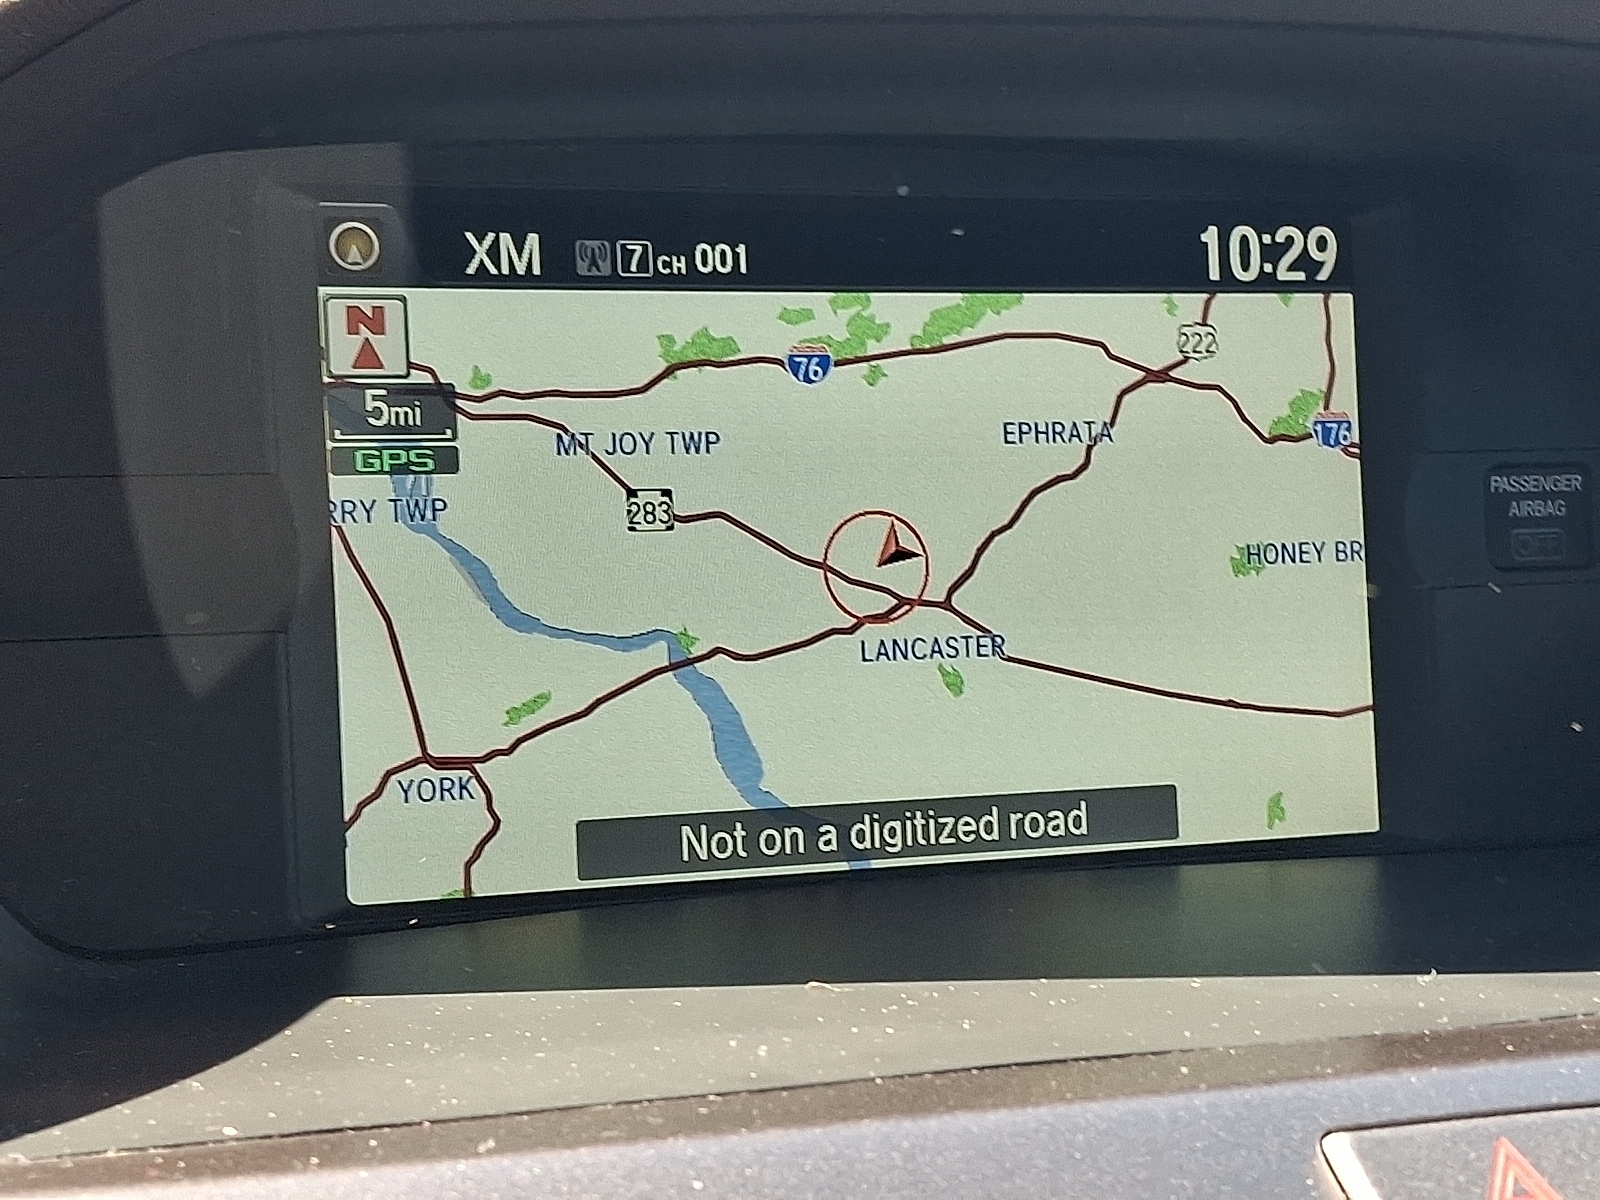 XM 7 CH 001 10:29
N
5mi
GPS
76
222
176
MT JOY TWP
EPHRATA
RRY TWP
283
HONEY BR
LANCASTER
YORK
Not on a digitized road
PASSENGER
AIRBAG
OFF